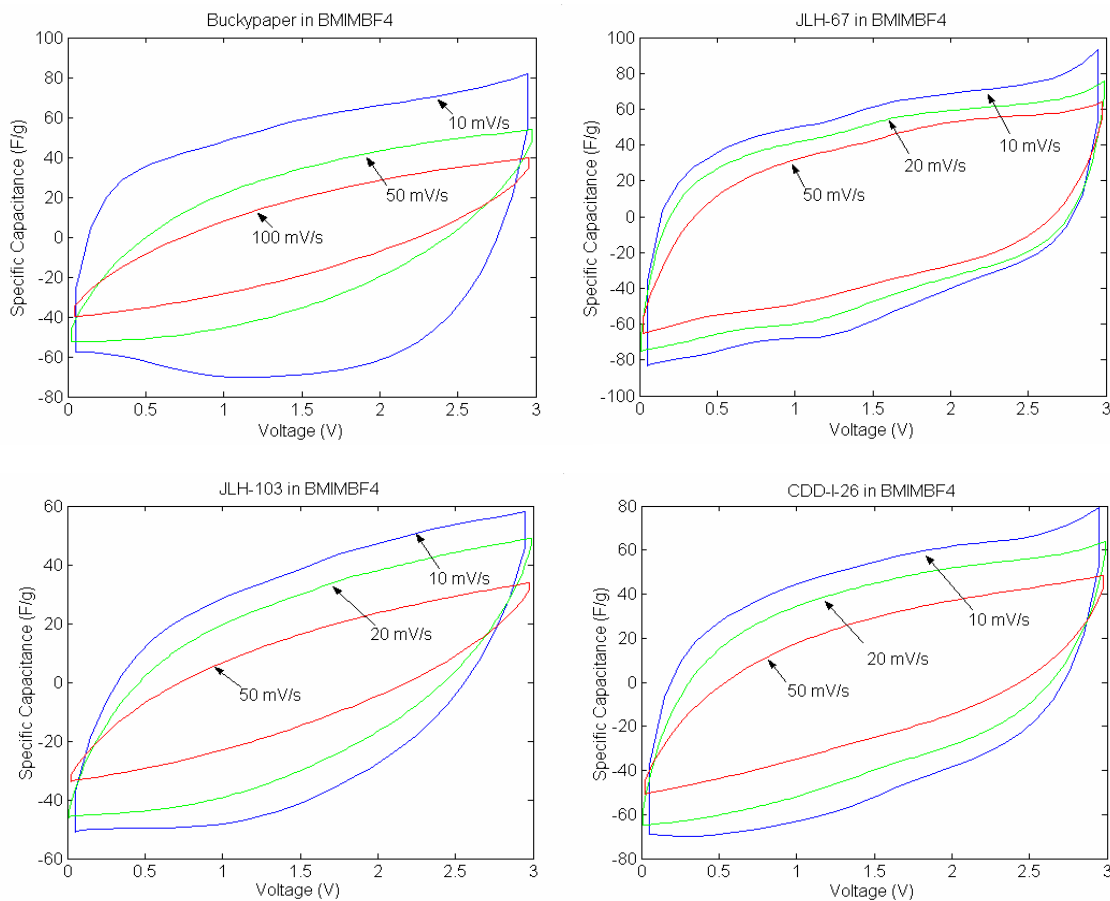 Buckypaper in BMIMBF4
100
80
60
40
20
0
-20
-40
-60
-80
Specific Capacitance (F/g)
10 mV/s
50 mV/s
100 mV/s
0 0.5 1 1.5 2 2.5 3
Voltage (V)
JLH-67 in BMIMBF4
100
80
60
40
20
0
-20
-40
-60
-80
-100
Specific Capacitance (F/g)
10 mV/s
20 mV/s
50 mV/s
0 0.5 1 1.5 2 2.5 3
Voltage (V)
JLH-103 in BMIMBF4
60
40
20
0
-20
-40
-60
Specific Capacitance (F/g)
10 mV/s
20 mV/s
50 mV/s
0 0.5 1 1.5 2 2.5 3
Voltage (V)
CDD-I-26 in BMIMBF4
80
60
40
20
0
-20
-40
-60
-80
Specific Capacitance (F/g)
10 mV/s
20 mV/s
50 mV/s
0 0.5 1 1.5 2 2.5 3
Voltage (V)